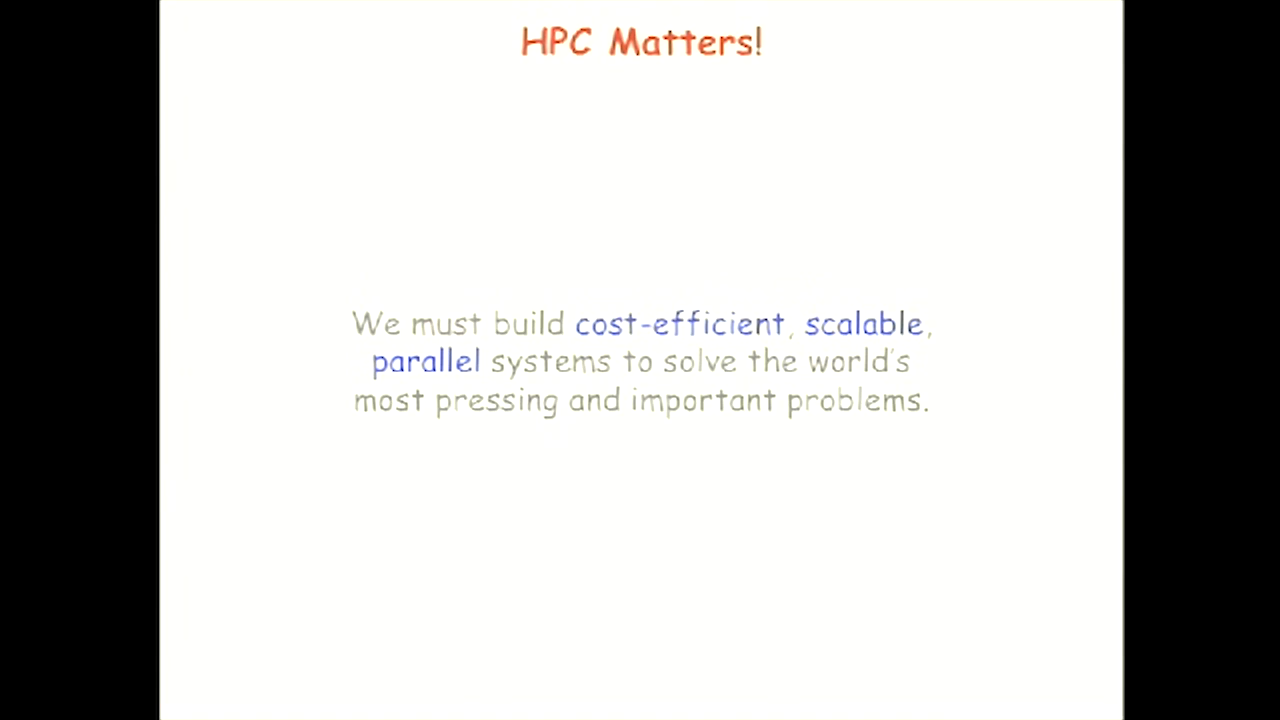 HPC Matters!
We must build cost-efficient, scalable,
parallel systems to solve the world's
most pressing and important problems.